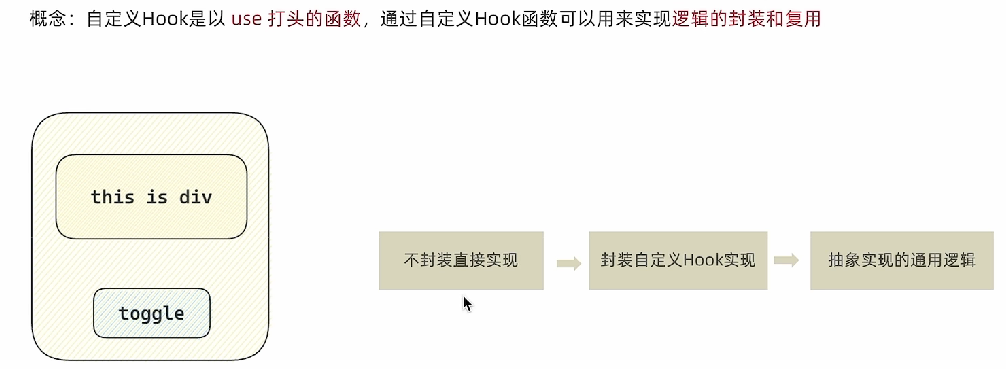 概念：自定义Hook是以 use 打头的函数，通过自定义Hook函数可以用来实现逻辑的封装和复用
this is div
toggle
不封装直接实现
封装自定义Hook实现
抽象实现的通用逻辑